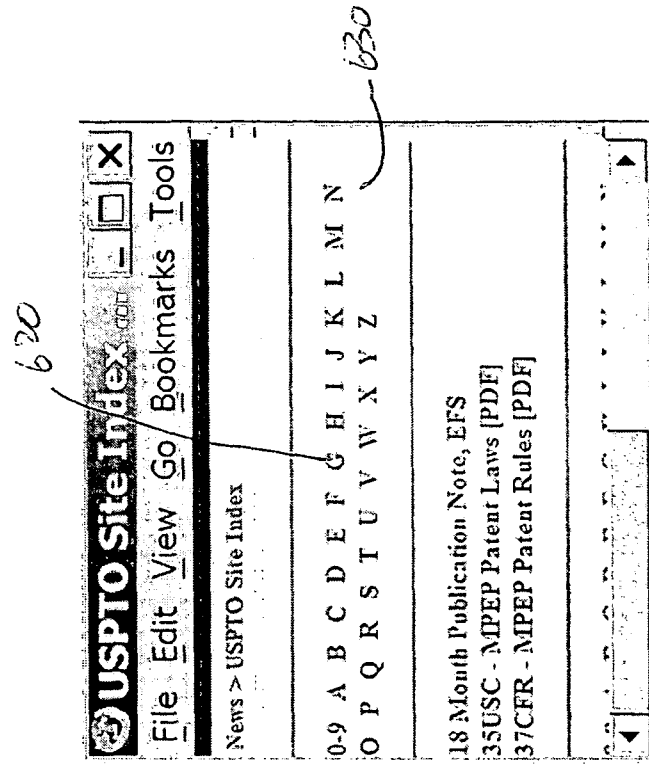 620
USPTO Site Index
File Edit View Go Bookmarks Tools
News > USPTO Site Index
0-9 A B C D E F G H I J K L M N
O P Q R S T U V W X Y Z
630
18 Month Publication Note, EFS
35USC - MPEP Patent Laws [PDF]
37CFR - MPEP Patent Rules [PDF]